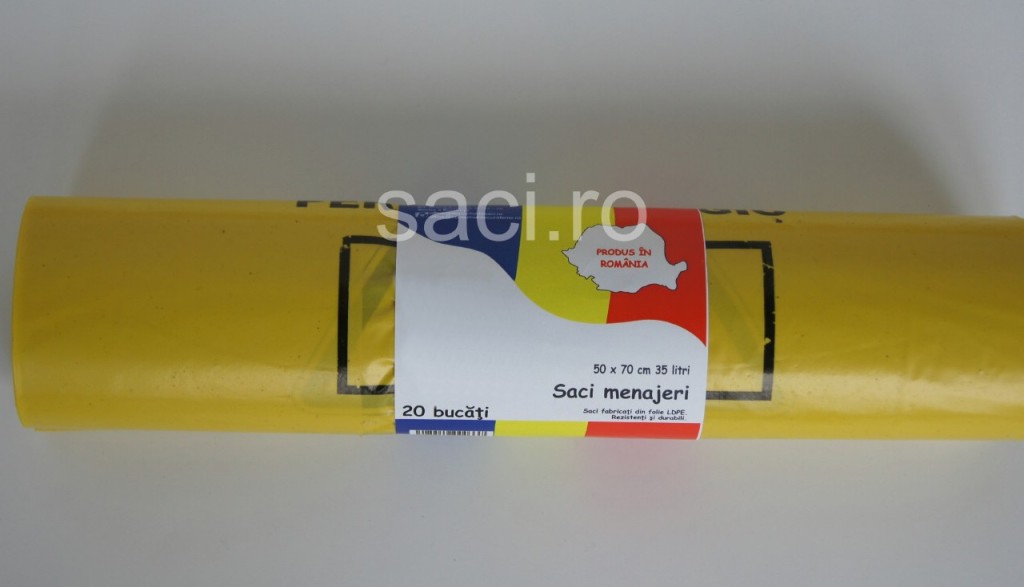 saci.ro
PRODUS ÎN
ROMÂNIA
50 x 70 cm 35 litri
Saci menajeri
Saci fabricați din folie LDPE.
Rezistenți și durabili.
20 bucăți